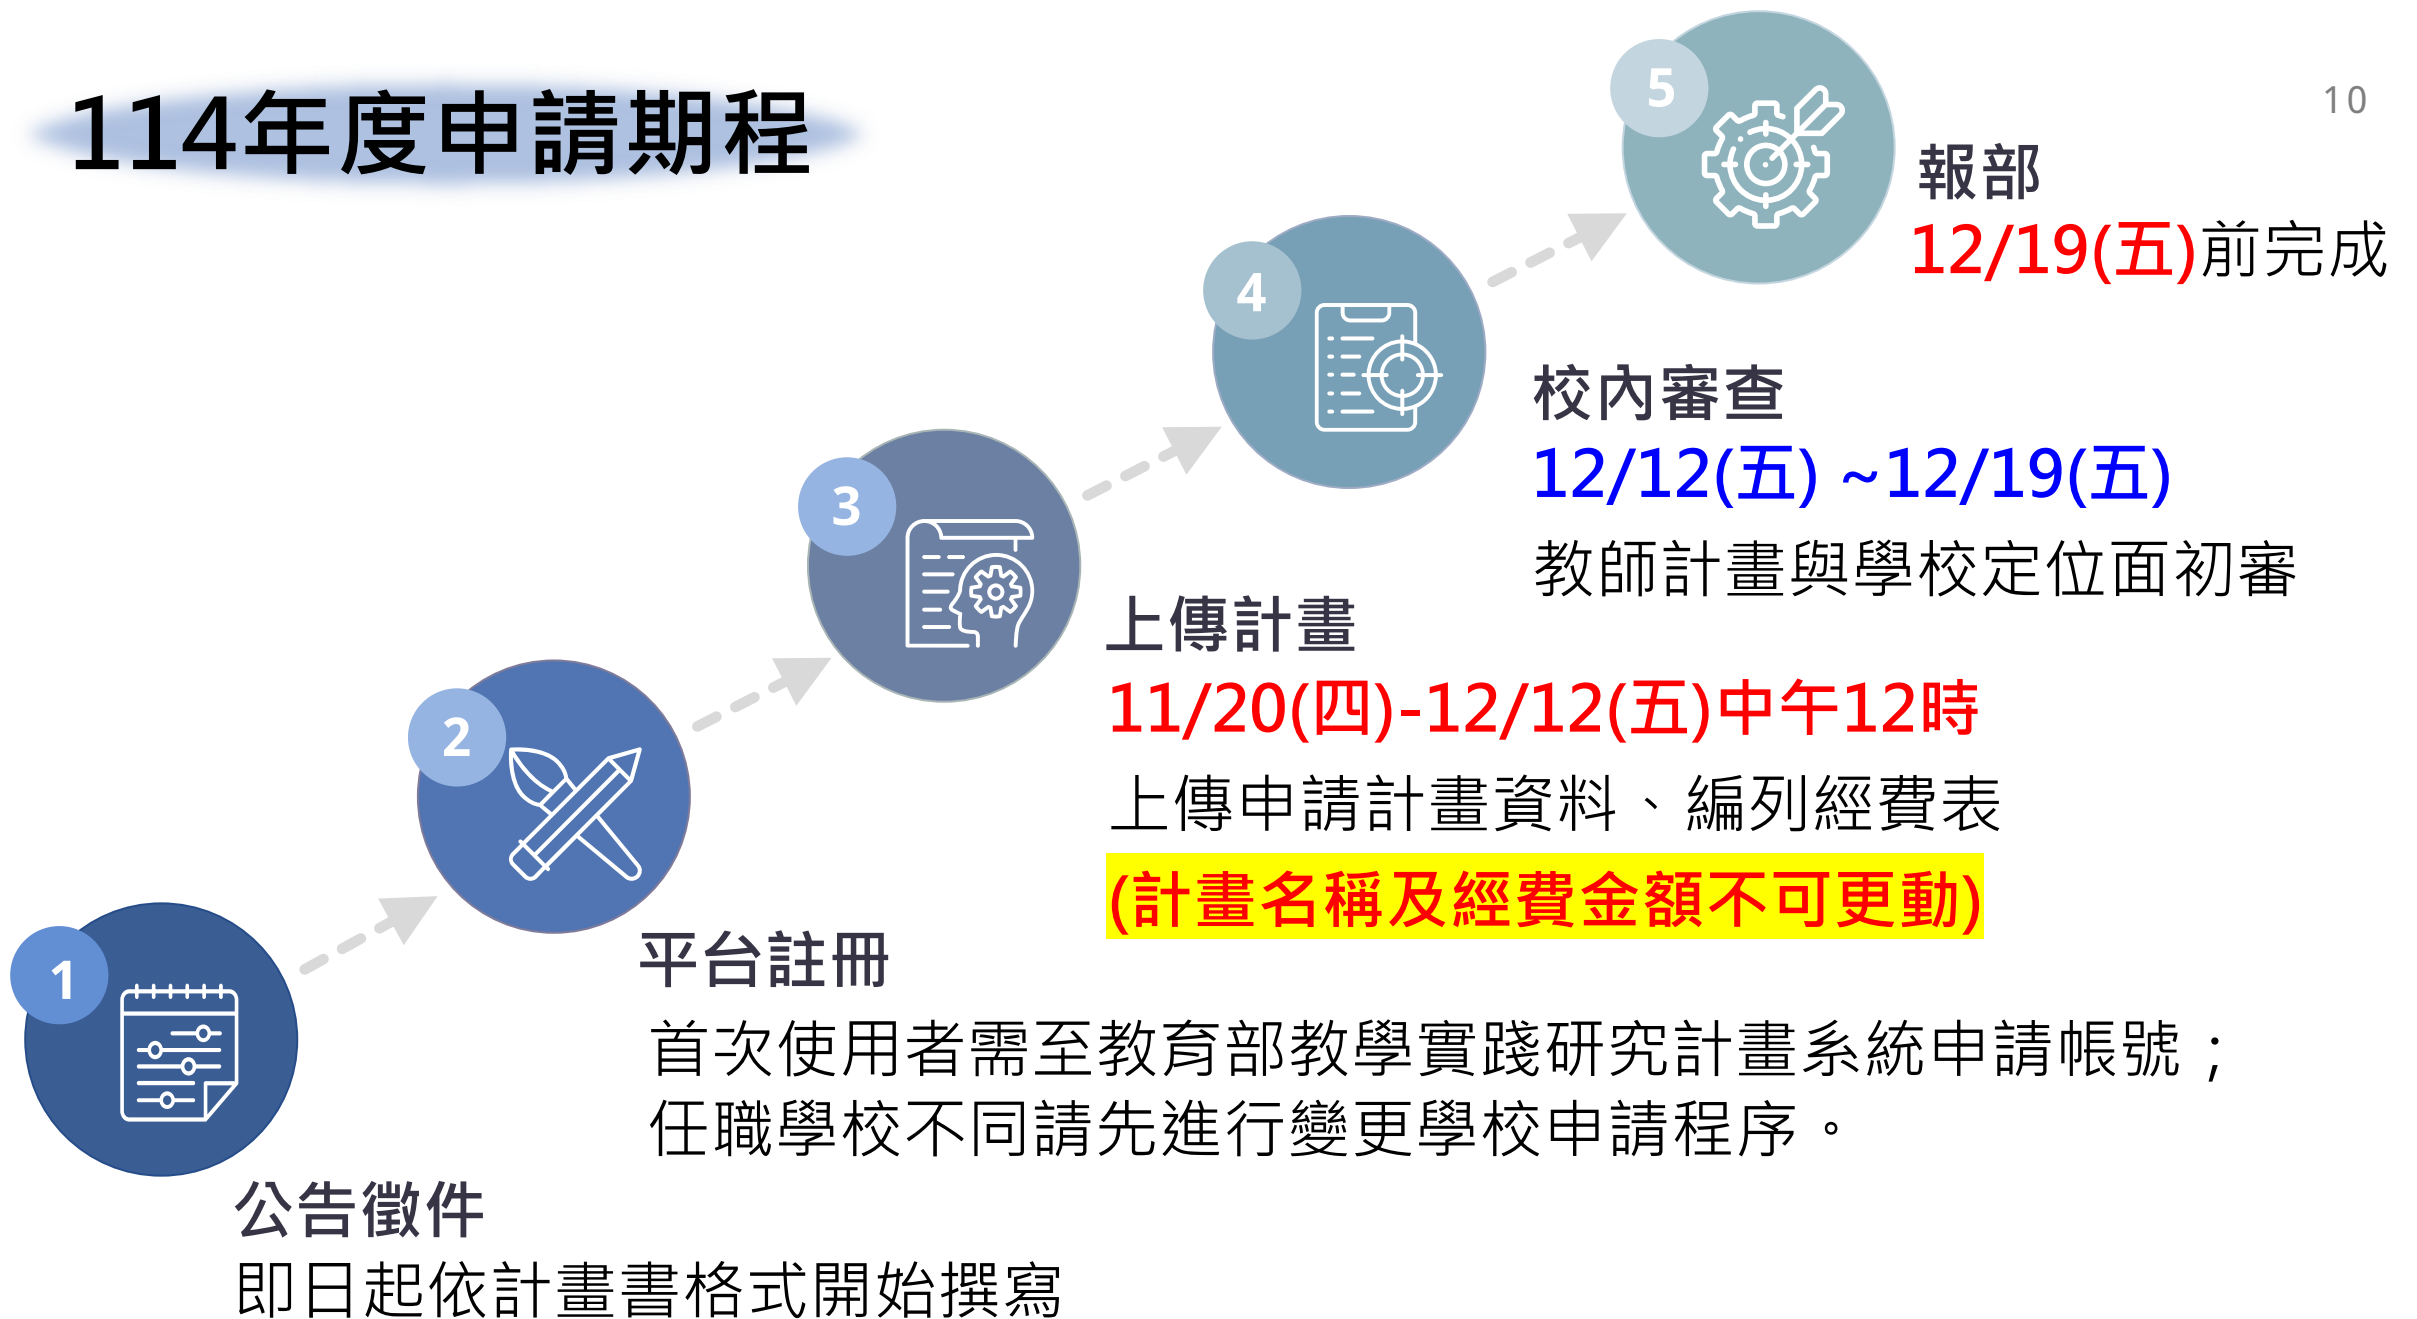 114年度申請期程
10
5
報部
12/19(五)前完成
4
校內審查
12/12(五) ~12/19(五)
教師計畫與學校定位面初審
3
上傳計畫
11/20(四)-12/12(五)中午12時
上傳申請計畫資料、編列經費表
(計畫名稱及經費金額不可更動)
2
平台註冊
首次使用者需至教育部教學實踐研究計畫系統申請帳號；
任職學校不同請先進行變更學校申請程序。
1
公告徵件
即日起依計畫書格式開始撰寫